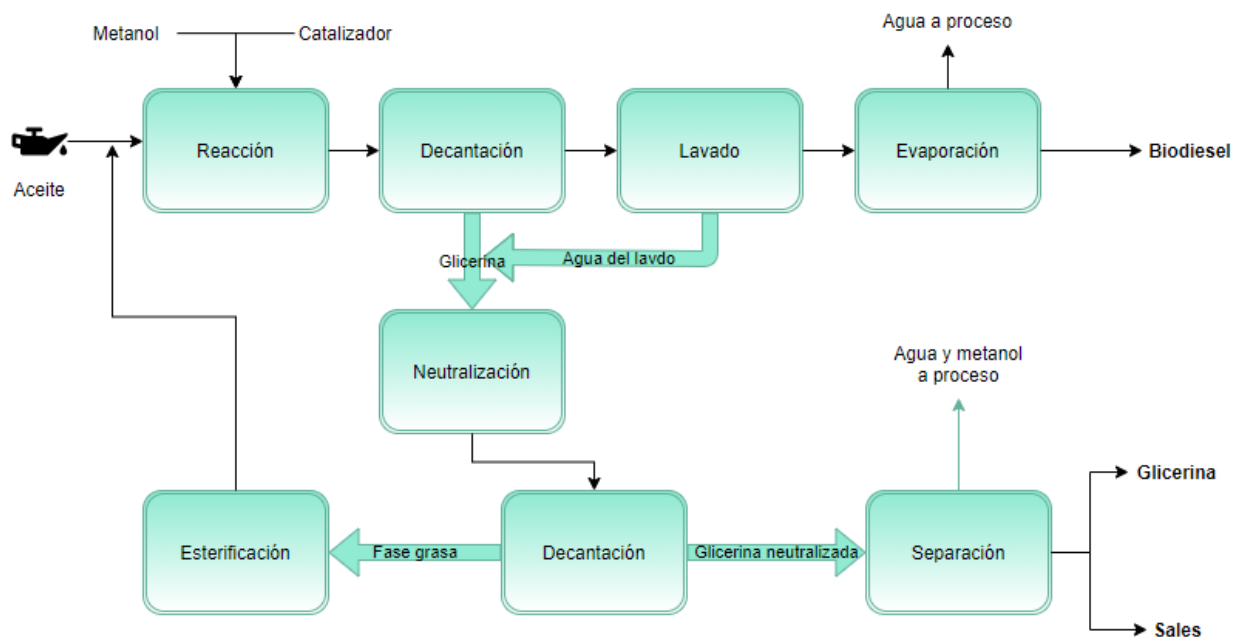 Metanol
Catalizador
Agua a proceso
Aceite
Reacción
Decantación
Lavado
Evaporación
Biodiesel
Glicerina
Agua del lavdo
Neutralización
Agua y metanol
a proceso
Esterificación
Fase grasa
Decantación
Glicerina neutralizada
Separación
Glicerina
Sales